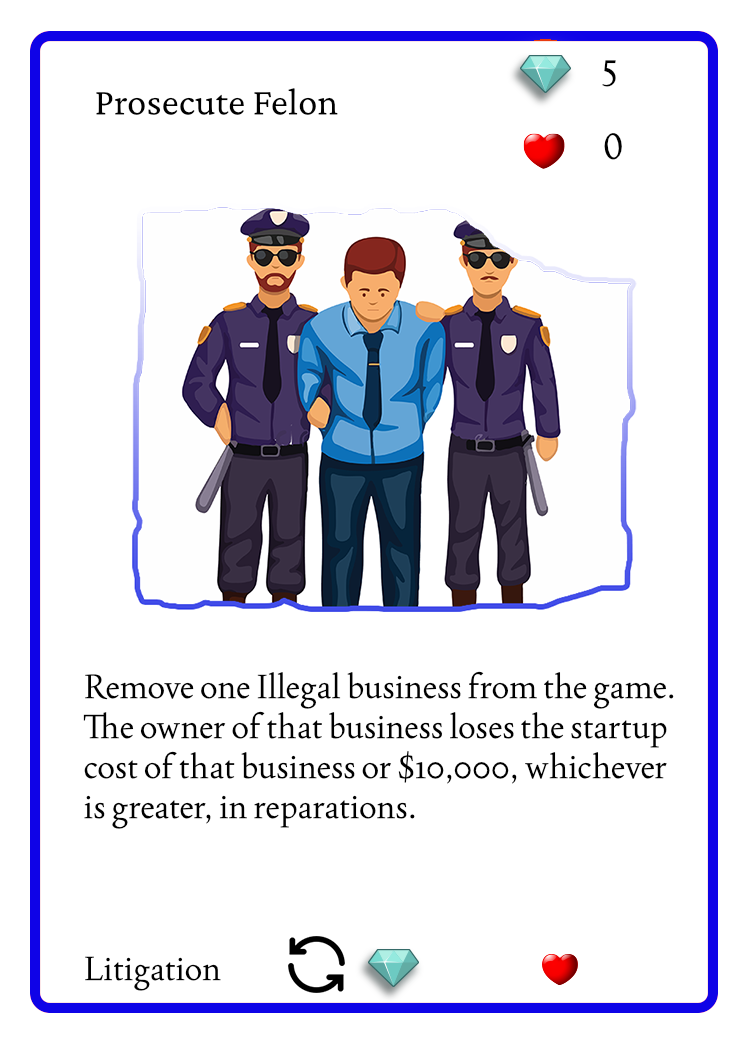 Prosecute Felon
5
0
Remove one Illegal business from the game.
The owner of that business loses the startup
cost of that business or $10,000, whichever
is greater, in reparations.
Litigation